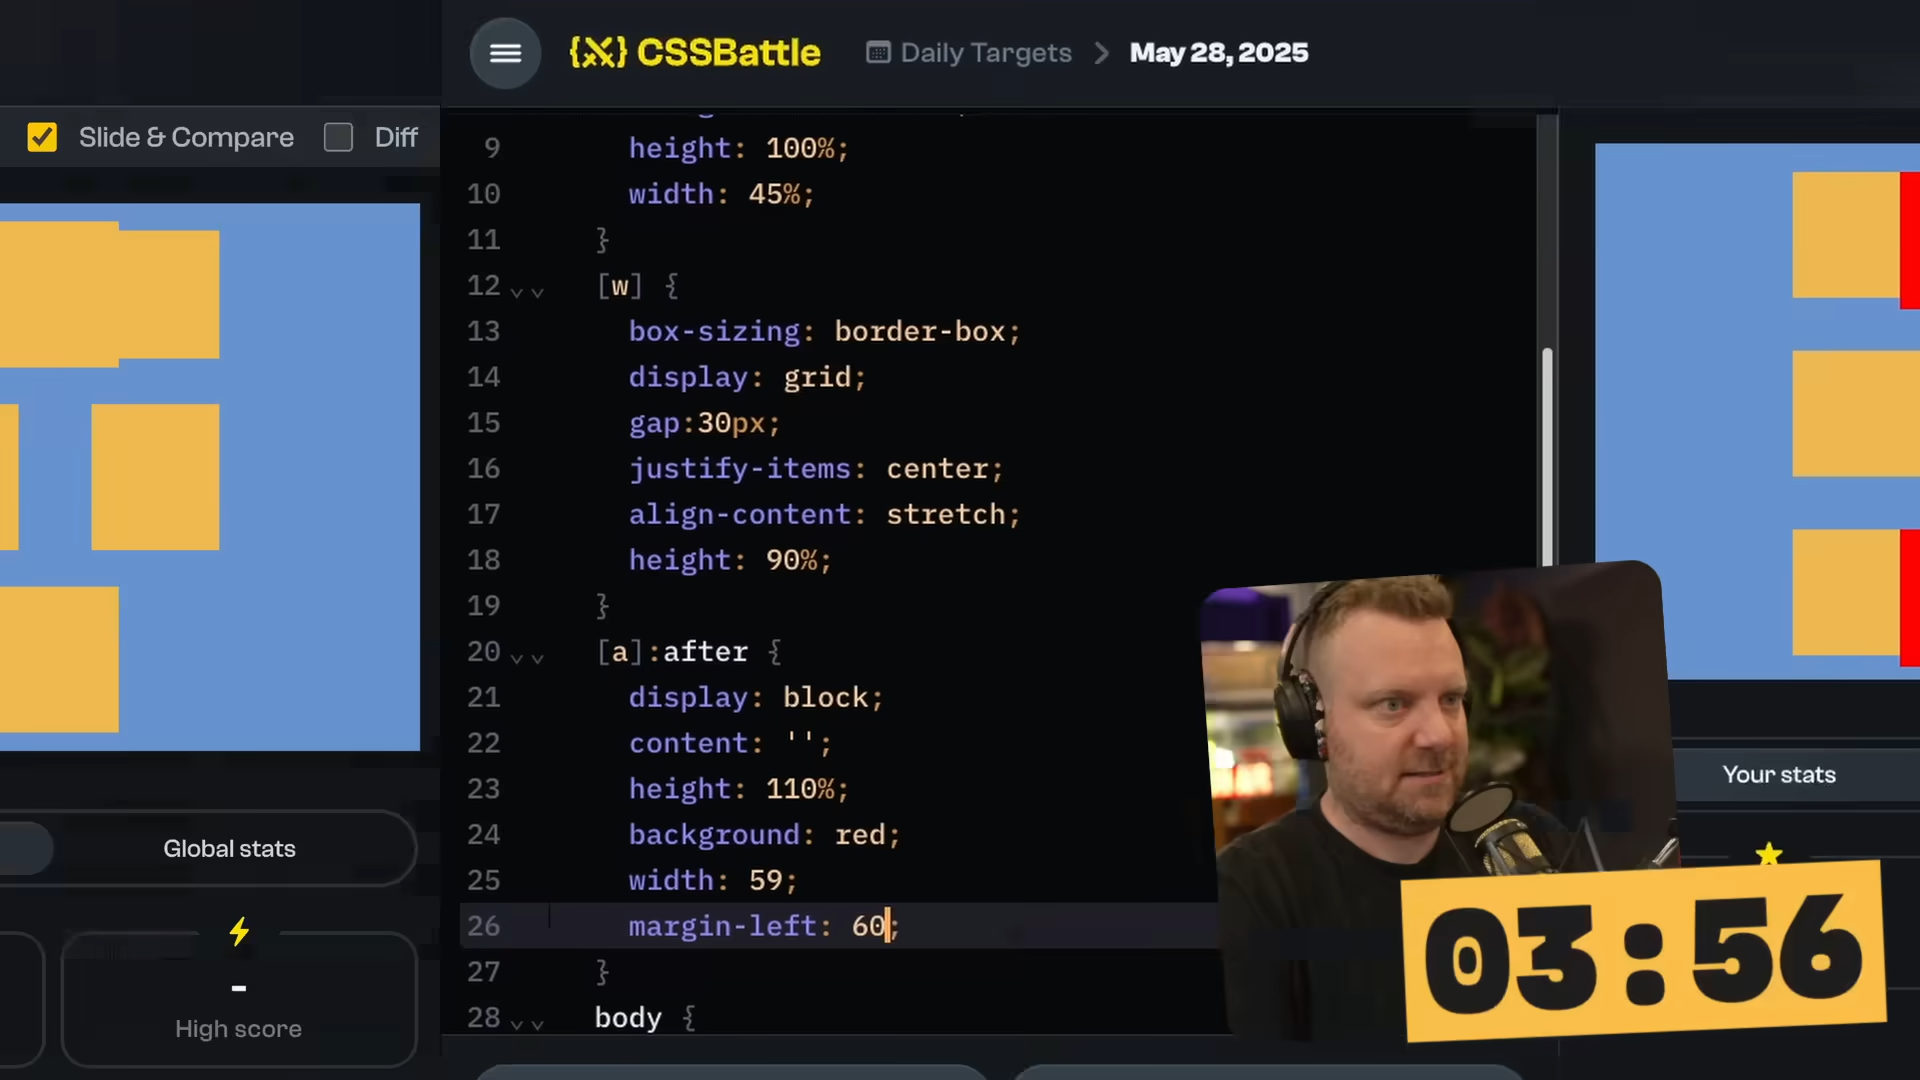 {X} CSSBattle
Daily Targets > May 28, 2025
Slide & Compare
Diff
9 height: 100%;
10 width: 45%;
11 }
12 [w] {
13 box-sizing: border-box;
14 display: grid;
15 gap:30px;
16 justify-items: center;
17 align-content: stretch;
18 height: 90%;
19 }
20 [a]:after {
21 display: block;
22 content: '';
23 height: 110%;
24 background: red;
25 width: 59;
26 margin-left: 60;
27 }
28 body {
Global stats
-
High score
Your stats
03:56